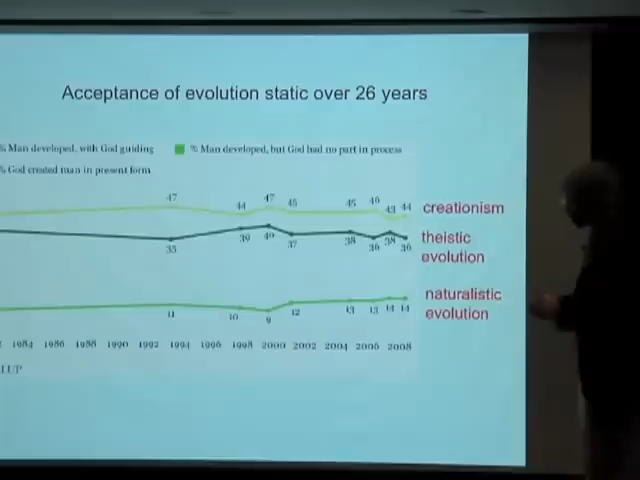 Acceptance of evolution static over 26 years
% Man developed, with God guiding % Man developed, but God had no part in process
% God created man in present form
47 44 47 45 45 46 43 44 creationism
35 39 40 37 38 36 38 36 theistic
evolution
11 10 9 12 13 13 14 14 naturalistic
evolution
1984 1986 1988 1990 1992 1994 1996 1998 2000 2002 2004 2006 2008
LUP